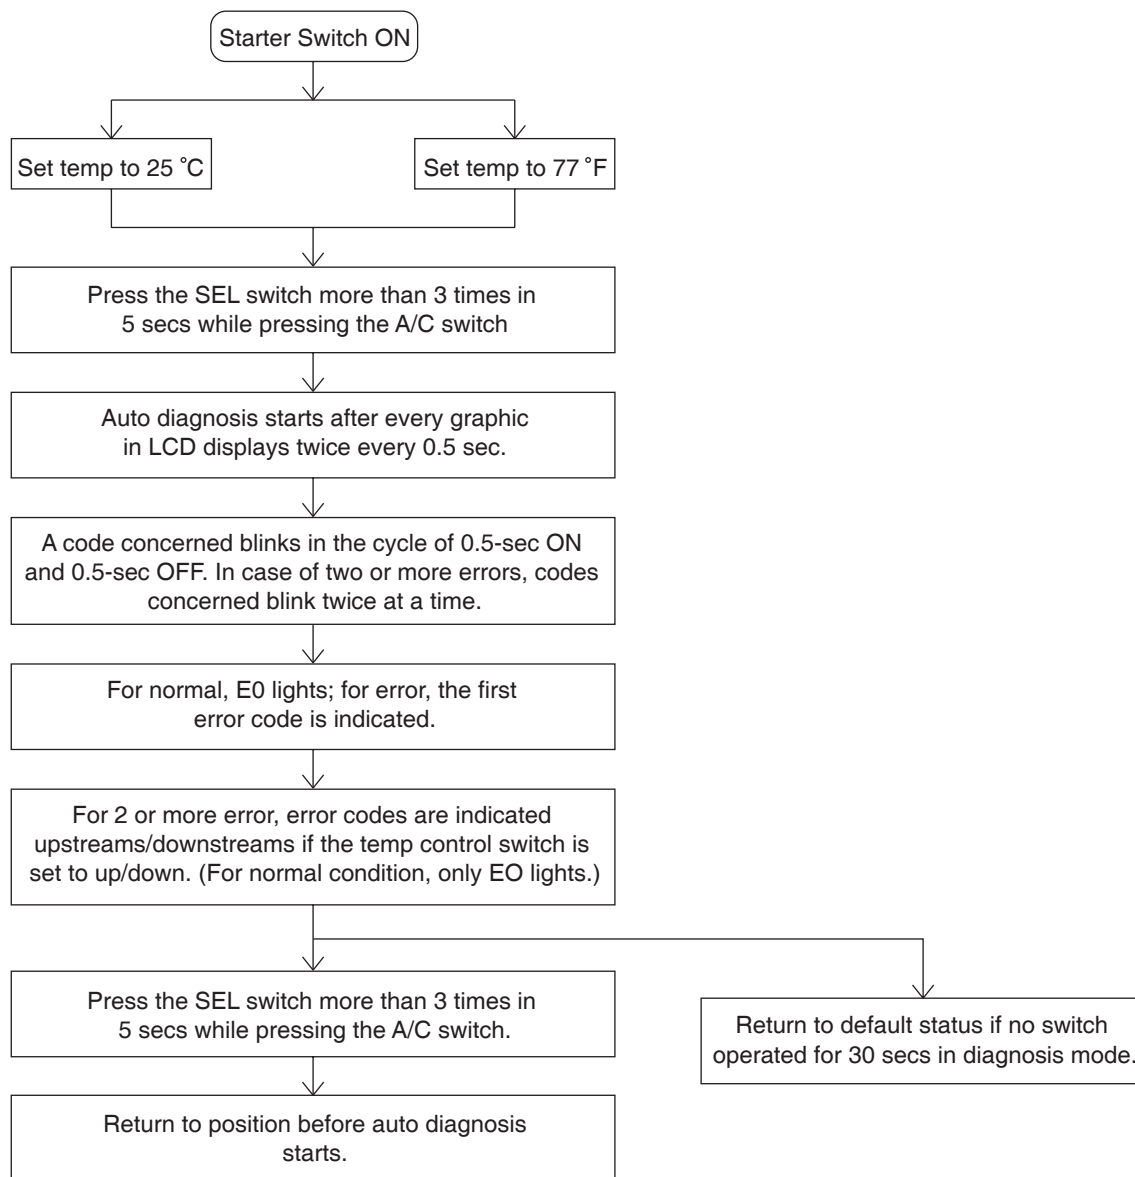 Starter Switch ON
Set temp to 25 ˚C
Set temp to 77 ˚F
Press the SEL switch more than 3 times in
5 secs while pressing the A/C switch
Auto diagnosis starts after every graphic
in LCD displays twice every 0.5 sec.
A code concerned blinks in the cycle of 0.5-sec ON
and 0.5-sec OFF. In case of two or more errors, codes
concerned blink twice at a time.
For normal, E0 lights; for error, the first
error code is indicated.
For 2 or more error, error codes are indicated
upstreams/downstreams if the temp control switch is
set to up/down. (For normal condition, only EO lights.)
Press the SEL switch more than 3 times in
5 secs while pressing the A/C switch.
Return to default status if no switch
operated for 30 secs in diagnosis mode.
Return to position before auto diagnosis
starts.